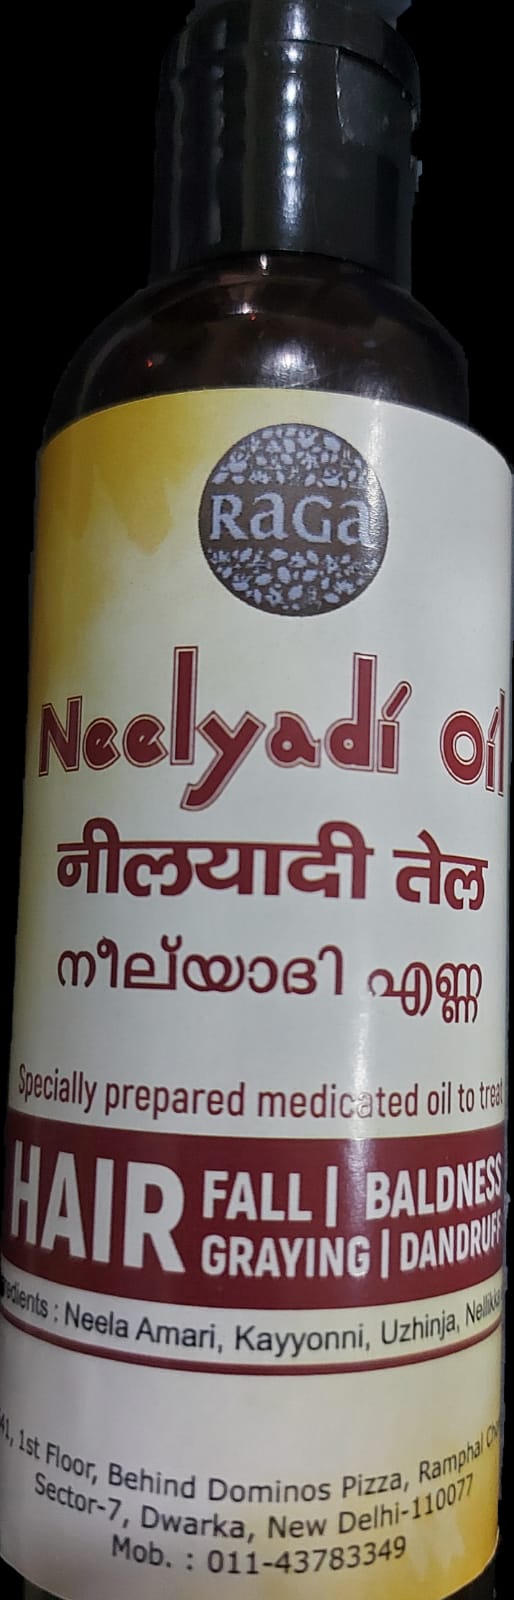 RaGa
Neelyadi Oil
नीलयादी तेल
നീല്യാദി എണ്ണ
Specially prepared medicated oil to treat
HAIR FALL | BALDNESS
GRAYING | DANDRUFF
Neela Amari, Kayyonni, Uzhinja,
1st Floor, Behind Dominos Pizza, Ramphal
Sector-7, Dwarka, New Delhi-110077
Mob. : 011-43783349